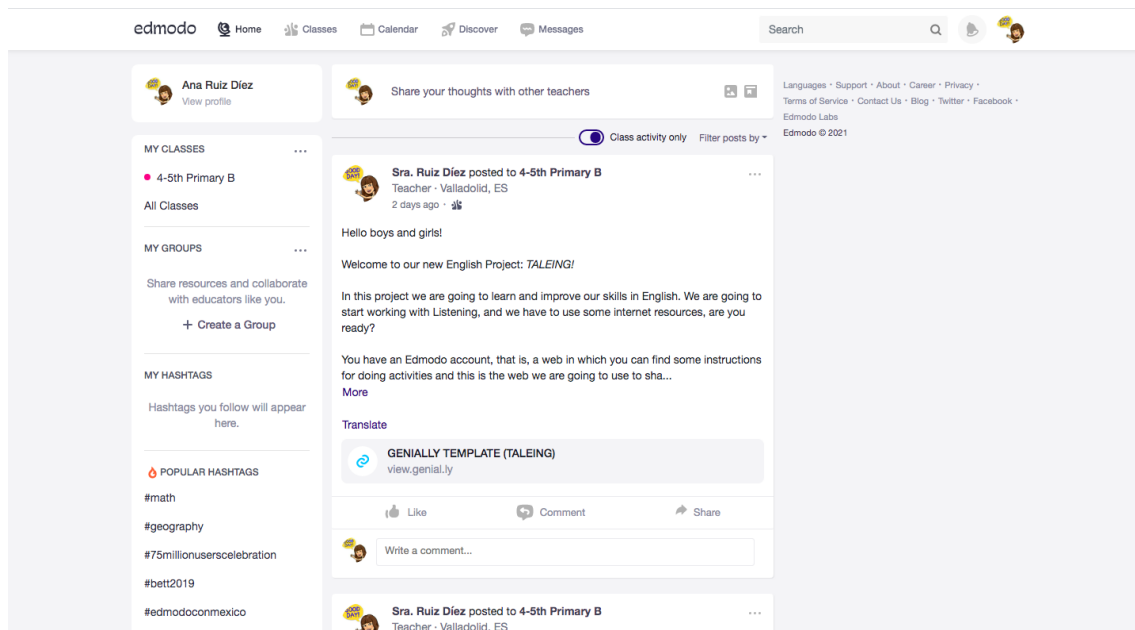 edmodo
Home
Classes
Calendar
Discover
Messages
Search
Ana Ruiz Díez
View profile
MY CLASSES
4-5th Primary B
All Classes
MY GROUPS
Share resources and collaborate
with educators like you.
+ Create a Group
MY HASHTAGS
Hashtags you follow will appear
here.
POPULAR HASHTAGS
#math
#geography
#75millionuserscelebration
#bett2019
#edmodoconmexico
Share your thoughts with other teachers
Class activity only
Filter posts by
GOOD DAY!
Sra. Ruiz Díez posted to 4-5th Primary B
Teacher · Valladolid, ES
2 days ago ·
Hello boys and girls!
Welcome to our new English Project: TALEING!
In this project we are going to learn and improve our skills in English. We are going to
start working with Listening, and we have to use some internet resources, are you
ready?
You have an Edmodo account, that is, a web in which you can find some instructions
for doing activities and this is the web we are going to use to sha...
More
Translate
GENIALLY TEMPLATE (TALEING)
view.genial.ly
Like
Comment
Share
Write a comment...
GOOD DAY!
Sra. Ruiz Díez posted to 4-5th Primary B
Teacher · Valladolid, ES
Languages · Support · About · Career · Privacy ·
Terms of Service · Contact Us · Blog · Twitter · Facebook ·
Edmodo Labs
Edmodo © 2021